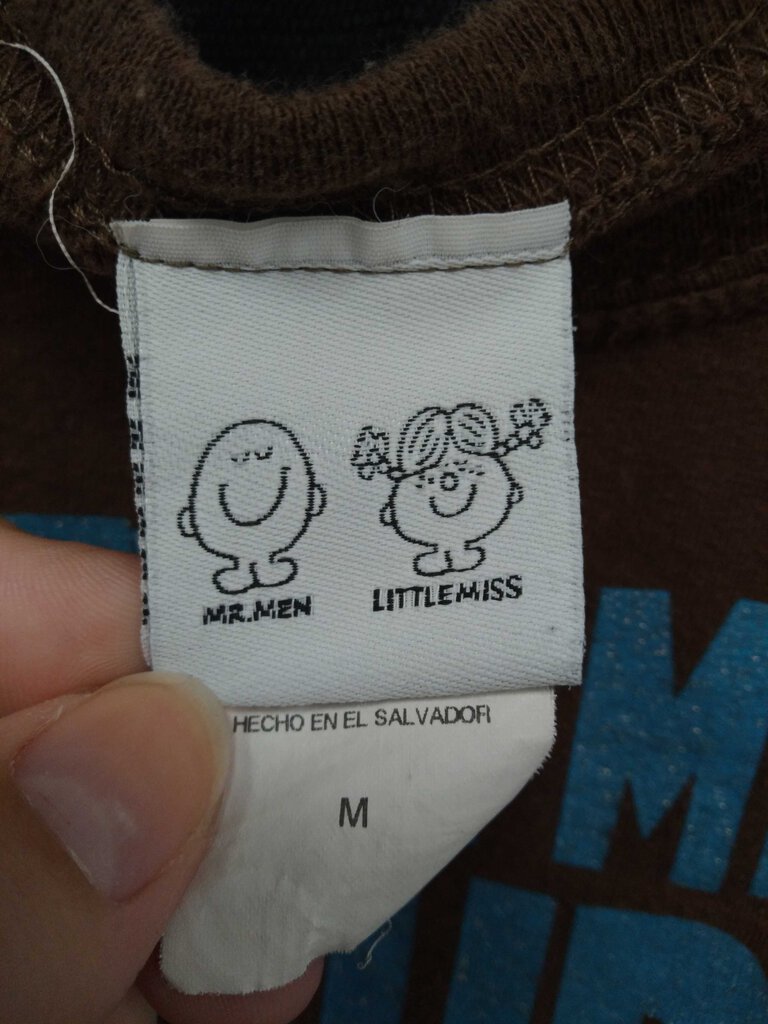 MR.MEN
LITTLE MISS
HECHO EN EL SALVADOR
M